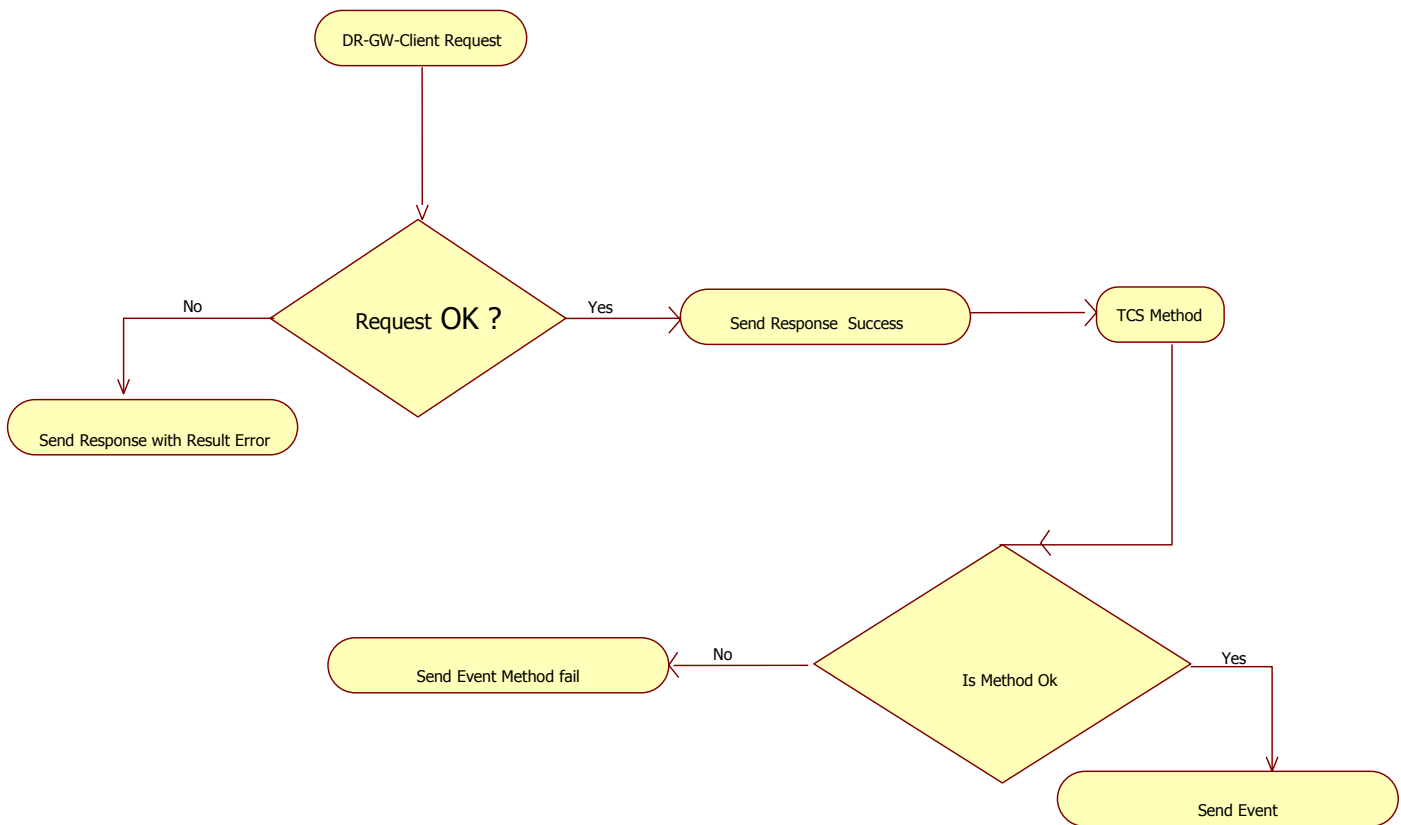 DR-GW-Client Request
No
Request OK ?
Yes
Send Response  Success
TCS Method
Send Response with Result Error
Send Event Method fail
No
Is Method Ok
Yes
Send Event